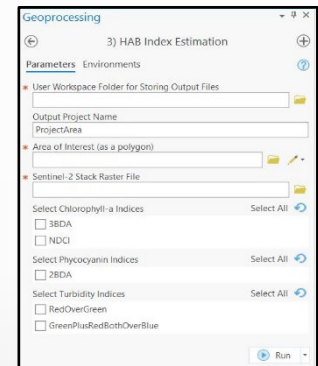 Geoprocessing
3) HAB Index Estimation
Parameters Environments
* User Workspace Folder for Storing Output Files
Output Project Name
ProjectArea
* Area of Interest (as a polygon)
* Sentinel-2 Stack Raster File
Select Chlorophyll-a Indices Select All
3BDA
NDCI
Select Phycocyanin Indices Select All
2BDA
Select Turbidity Indices Select All
RedOverGreen
GreenPlusRedBothOverBlue
Run